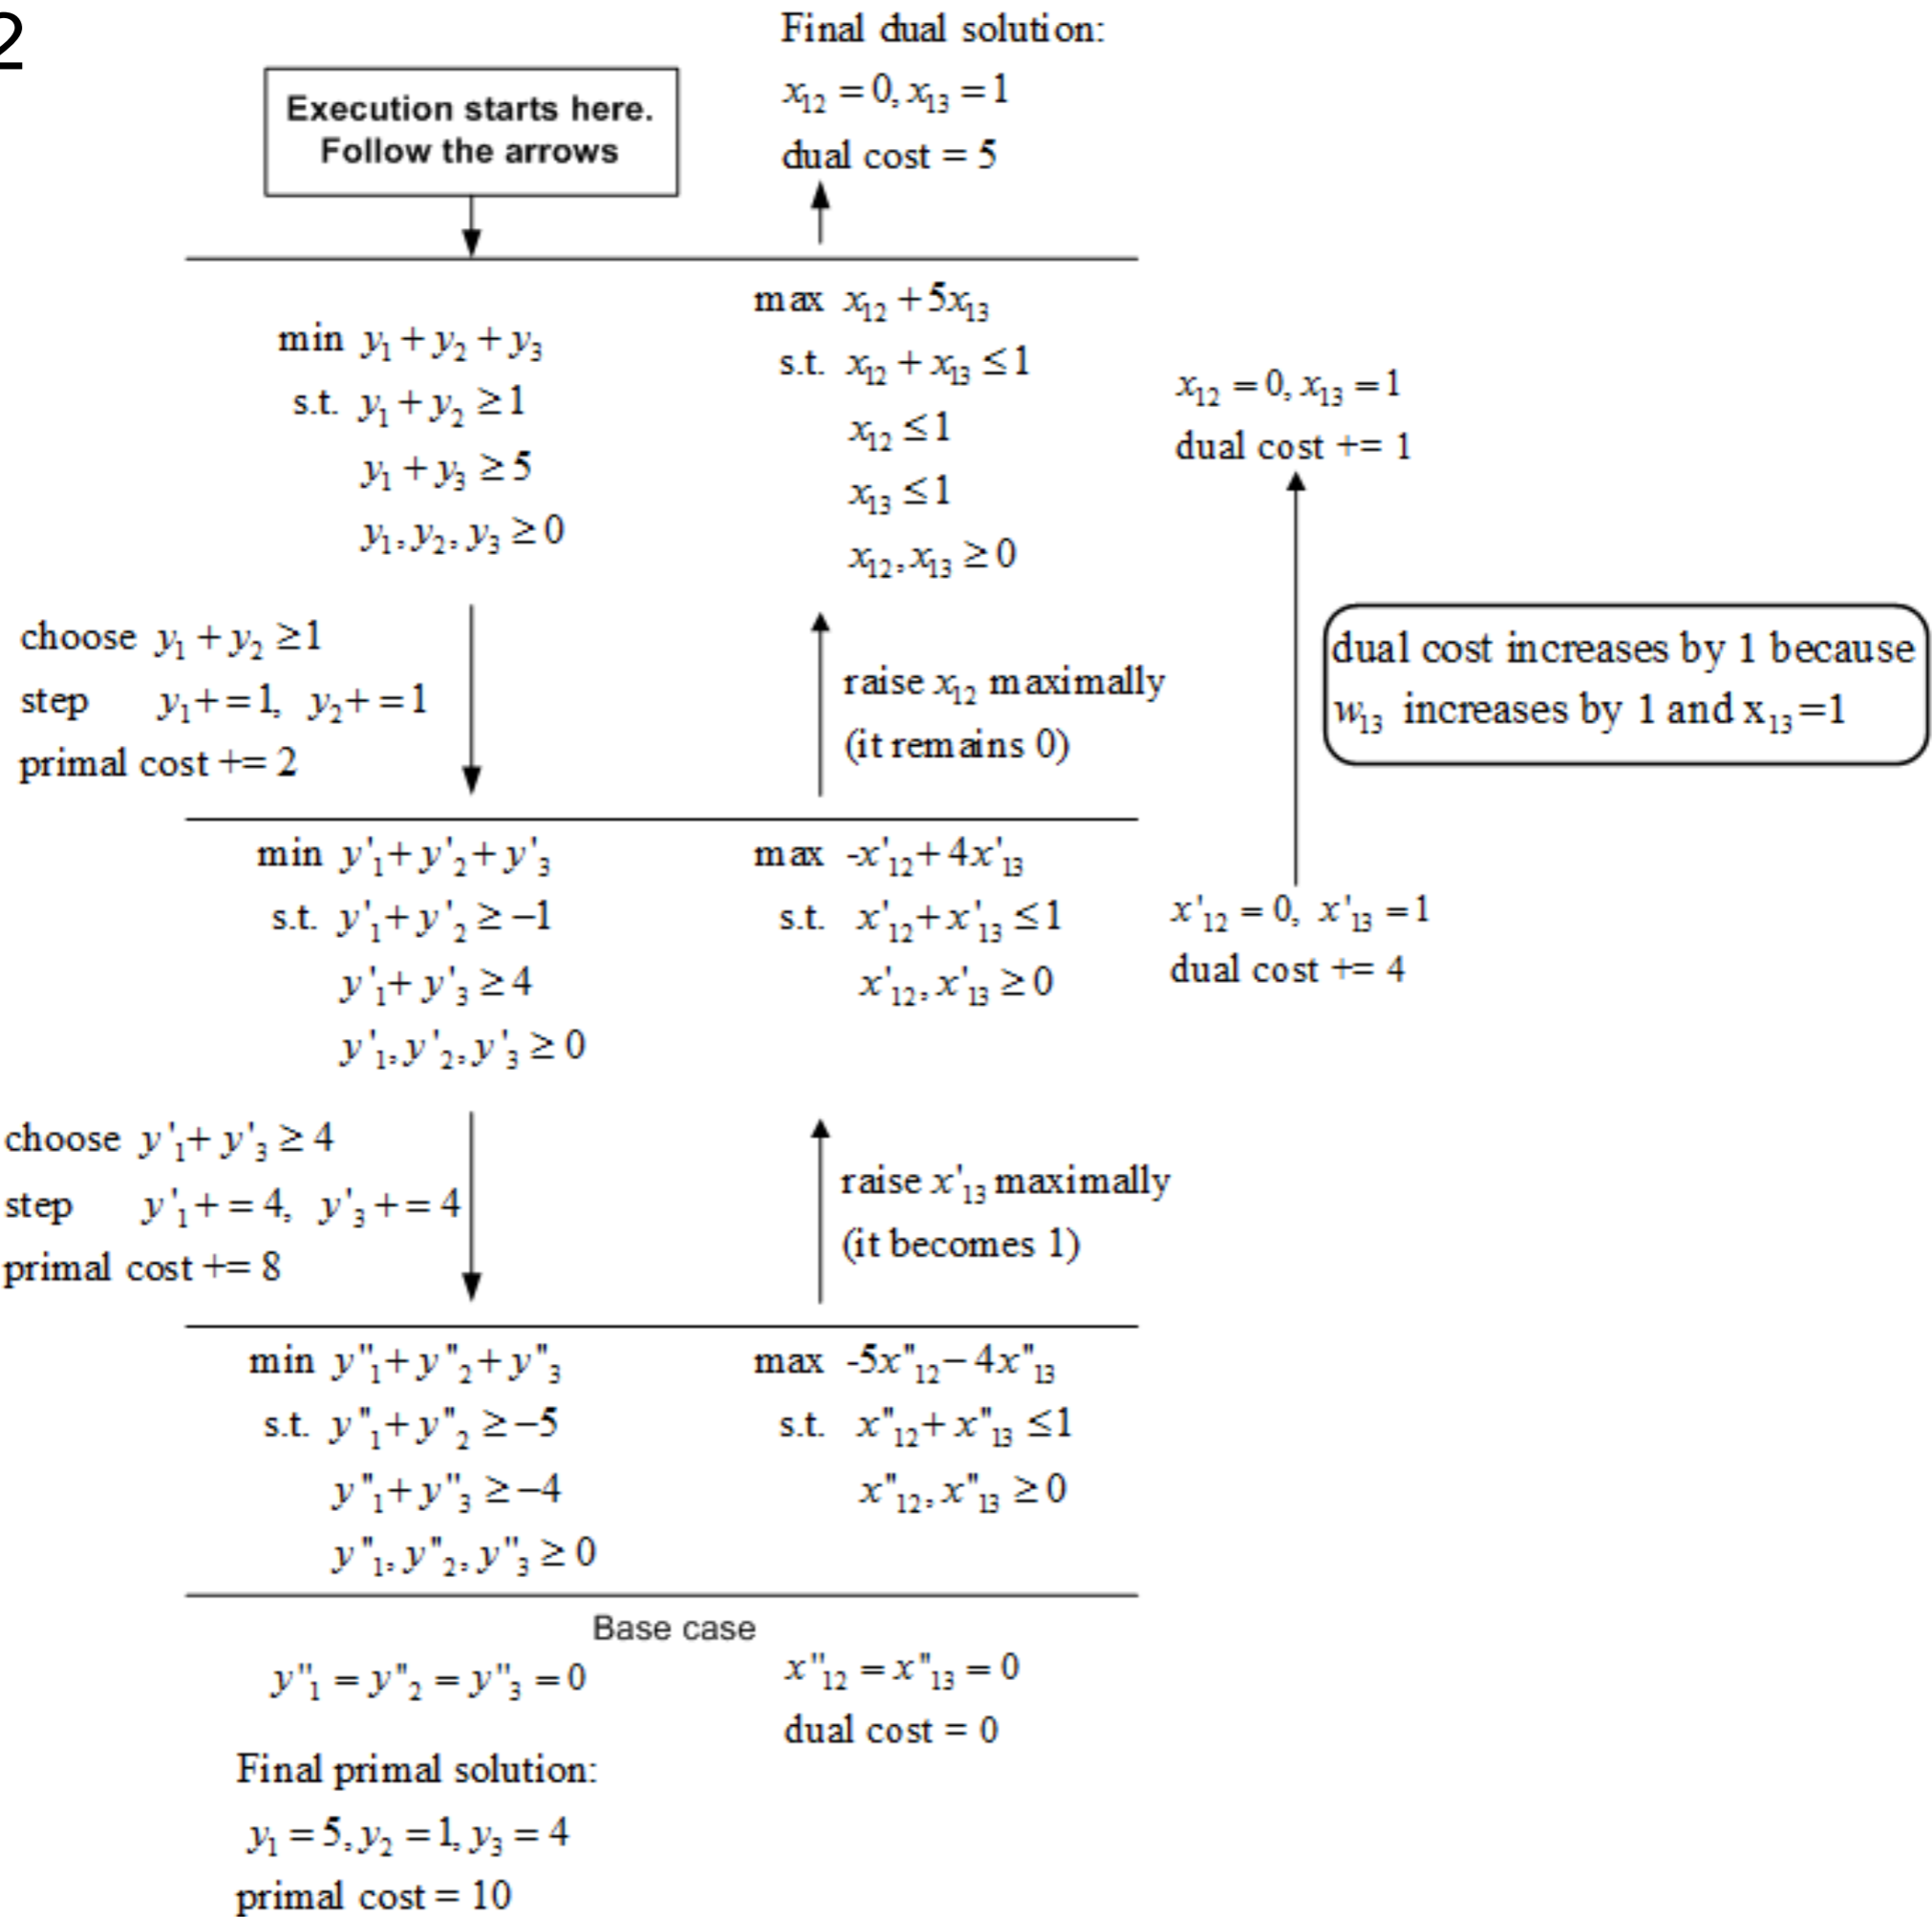 2
Execution starts here.
Follow the arrows
Final dual solution:
x₁₂ = 0, x₁₃ = 1
dual cost = 5
min y₁ + y₂ + y₃
s.t. y₁ + y₂ ≥ 1
y₁ + y₃ ≥ 5
y₁, y₂, y₃ ≥ 0
max x₁₂ + 5x₁₃
s.t. x₁₂ + x₁₃ ≤ 1
x₁₂ ≤ 1
x₁₃ ≤ 1
x₁₂, x₁₃ ≥ 0
x₁₂ = 0, x₁₃ = 1
dual cost += 1
choose y₁ + y₂ ≥ 1
step y₁ += 1, y₂ += 1
primal cost += 2
raise x₁₂ maximally
(it remains 0)
dual cost increases by 1 because
w₁₃ increases by 1 and x₁₃ =1
min y'₁ + y'₂ + y'₃
s.t. y'₁ + y'₂ ≥ −1
y'₁ + y'₃ ≥ 4
y'₁, y'₂, y'₃ ≥ 0
max -x'₁₂ + 4x'₁₃
s.t. x'₁₂ + x'₁₃ ≤ 1
x'₁₂, x'₁₃ ≥ 0
x'₁₂ = 0, x'₁₃ = 1
dual cost += 4
choose y'₁ + y'₃ ≥ 4
step y'₁ += 4, y'₃ += 4
primal cost += 8
raise x'₁₃ maximally
(it becomes 1)
min y"₁ + y"₂ + y"₃
s.t. y"₁ + y"₂ ≥ −5
y"₁ + y"₃ ≥ −4
y"₁, y"₂, y"₃ ≥ 0
max -5x"₁₂ − 4x"₁₃
s.t. x"₁₂ + x"₁₃ ≤ 1
x"₁₂, x"₁₃ ≥ 0
Base case
y"₁ = y"₂ = y"₃ = 0
x"₁₂ = x"₁₃ = 0
dual cost = 0
Final primal solution:
y₁ = 5, y₂ = 1, y₃ = 4
primal cost = 10